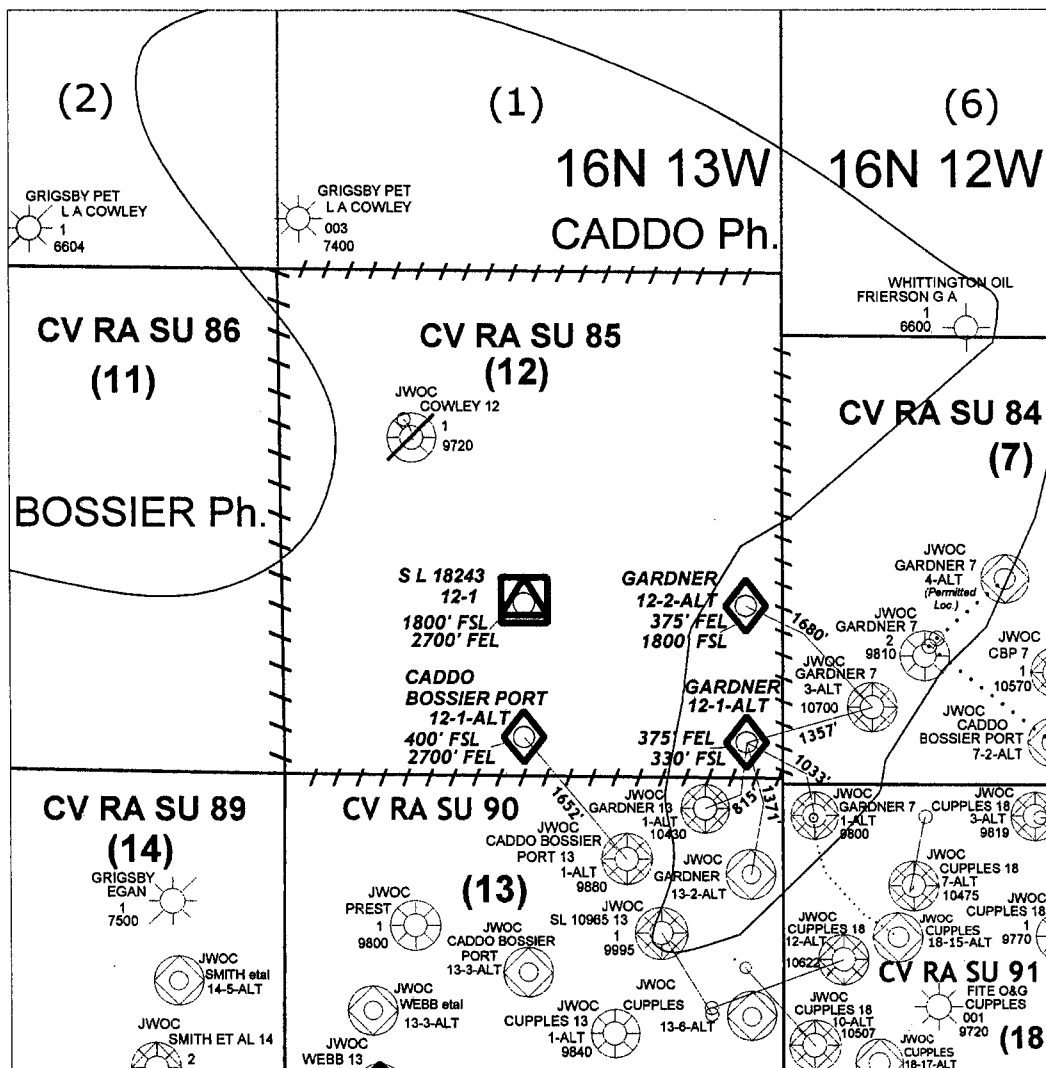 (2)
(1)
(6)
16N 13W
16N 12W
CADDO Ph.
GRIGSBY PET
L A COWLEY
1
6604
GRIGSBY PET
L A COWLEY
003
7400
WHITTINGTON OIL
FRIERSON G A
1
6600
CV RA SU 86
(11)
CV RA SU 85
(12)
CV RA SU 84
(7)
JWOC
COWLEY 12
1
9720
BOSSIER Ph.
S L 18243
12-1
1800' FSL
2700' FEL
GARDNER
12-2-ALT
375' FEL
1800' FSL
1680'
JWOC
GARDNER 7
4-ALT
(Permitted
Loc.)
JWOC
GARDNER 7
2
9810
JWOC
CBP 7
1
10570
JWOC
GARDNER 7
3-ALT
10700
CADDO
BOSSIER PORT
12-1-ALT
400' FSL
2700' FEL
GARDNER
12-1-ALT
375' FEL
330' FSL
1357'
JWOC
CADDO
BOSSIER PORT
7-2-ALT
1033'
1652'
815'
1371'
CV RA SU 89
(14)
CV RA SU 90
(13)
JWOC
GARDNER 13
1-ALT
10430
JWOC
GARDNER 7
1-ALT
9800
JWOC
CUPPLES 18
3-ALT
9819
JWOC
CADDO BOSSIER
PORT 13
1-ALT
9880
JWOC
GARDNER
13-2-ALT
JWOC
CUPPLES 18
7-ALT
10475
GRIGSBY
EGAN
1
7500
JWOC
PREST
1
9800
JWOC
SL 10965 13
1
9995
JWOC
CUPPLES 18
12-ALT
10622
JWOC
CUPPLES
18-15-ALT
JWOC
CUPPLES 18
1
9770
JWOC
CADDO BOSSIER
PORT
13-3-ALT
JWOC
SMITH etal
14-5-ALT
JWOC
WEBB etal
13-3-ALT
JWOC
CUPPLES 13
1-ALT
9840
JWOC
CUPPLES
13-6-ALT
CV RA SU 91
(18
FITE O&G
CUPPLES
001
9720
JWOC
CUPPLES 18
10-ALT
10507
JWOC
CUPPLES
18-17-ALT
JWOC
SMITH ET AL 14
2
JWOC
WEBB 13